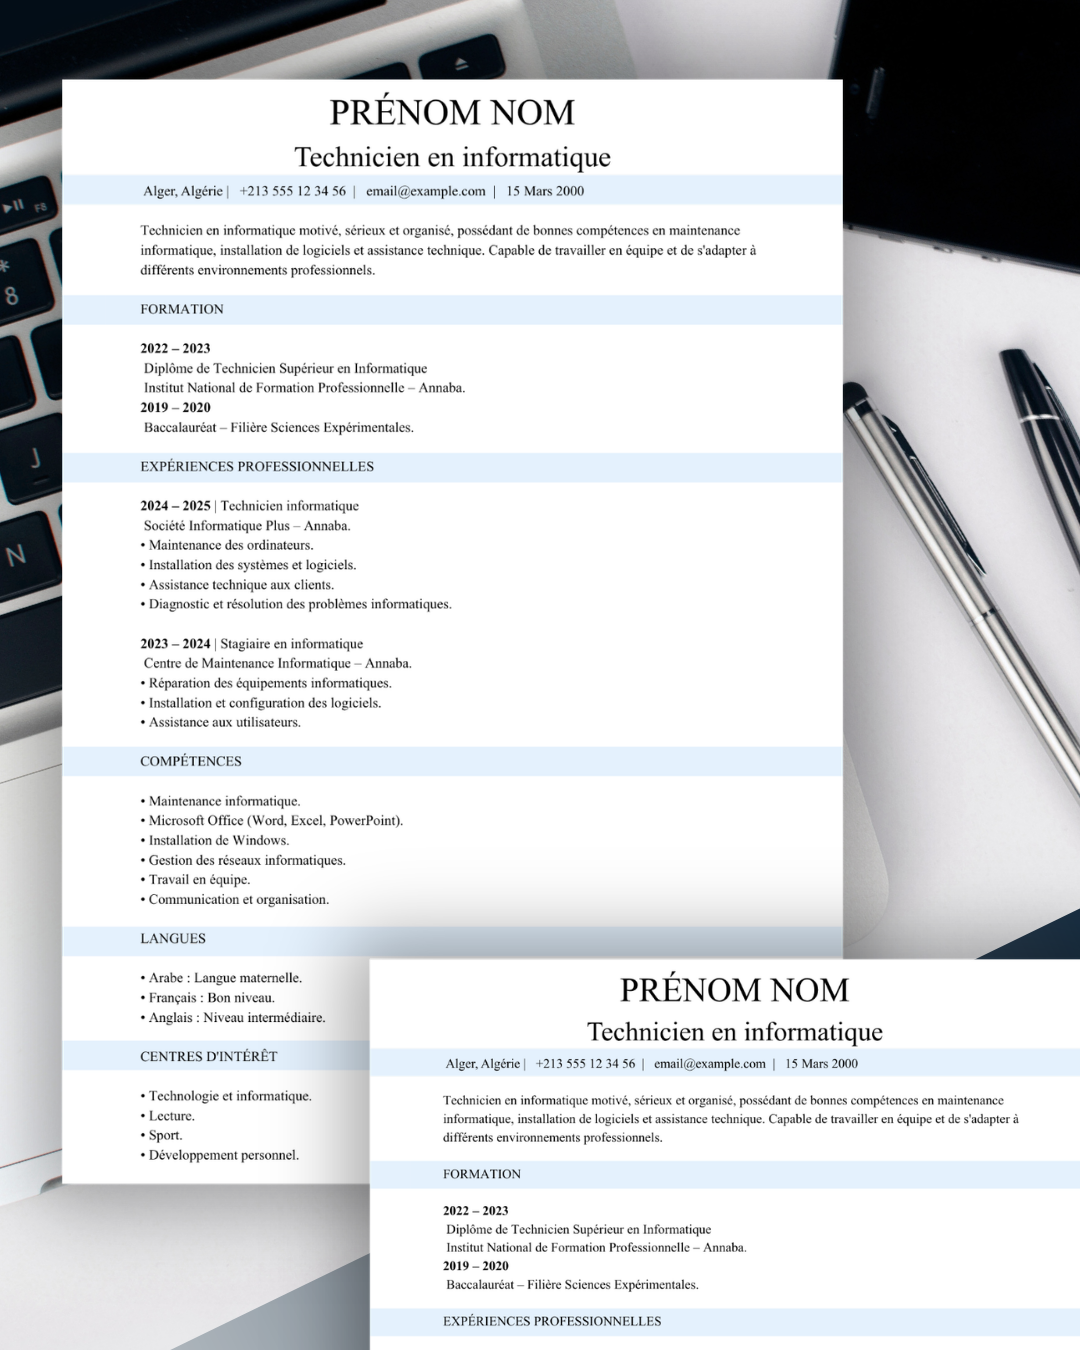 PRÉNOM NOM
Technicien en informatique
Alger, Algérie | +213 555 12 34 56 | email@example.com | 15 Mars 2000
Technicien en informatique motivé, sérieux et organisé, possédant de bonnes compétences en maintenance
informatique, installation de logiciels et assistance technique. Capable de travailler en équipe et de s'adapter à
différents environnements professionnels.
FORMATION
2022 – 2023
Diplôme de Technicien Supérieur en Informatique
Institut National de Formation Professionnelle – Annaba.
2019 – 2020
Baccalauréat – Filière Sciences Expérimentales.
EXPÉRIENCES PROFESSIONNELLES
2024 – 2025 | Technicien informatique
Société Informatique Plus – Annaba.
• Maintenance des ordinateurs.
• Installation des systèmes et logiciels.
• Assistance technique aux clients.
• Diagnostic et résolution des problèmes informatiques.
2023 – 2024 | Stagiaire en informatique
Centre de Maintenance Informatique – Annaba.
• Réparation des équipements informatiques.
• Installation et configuration des logiciels.
• Assistance aux utilisateurs.
COMPÉTENCES
• Maintenance informatique.
• Microsoft Office (Word, Excel, PowerPoint).
• Installation de Windows.
• Gestion des réseaux informatiques.
• Travail en équipe.
• Communication et organisation.
LANGUES
• Arabe : Langue maternelle.
• Français : Bon niveau.
• Anglais : Niveau intermédiaire.
CENTRES D'INTÉRÊT
• Technologie et informatique.
• Lecture.
• Sport.
• Développement personnel.
PRÉNOM NOM
Technicien en informatique
Alger, Algérie | +213 555 12 34 56 | email@example.com | 15 Mars 2000
Technicien en informatique motivé, sérieux et organisé, possédant de bonnes compétences en maintenance
informatique, installation de logiciels et assistance technique. Capable de travailler en équipe et de s'adapter à
différents environnements professionnels.
FORMATION
2022 – 2023
Diplôme de Technicien Supérieur en Informatique
Institut National de Formation Professionnelle – Annaba.
2019 – 2020
Baccalauréat – Filière Sciences Expérimentales.
EXPÉRIENCES PROFESSIONNELLES
F8
*
8
J
N